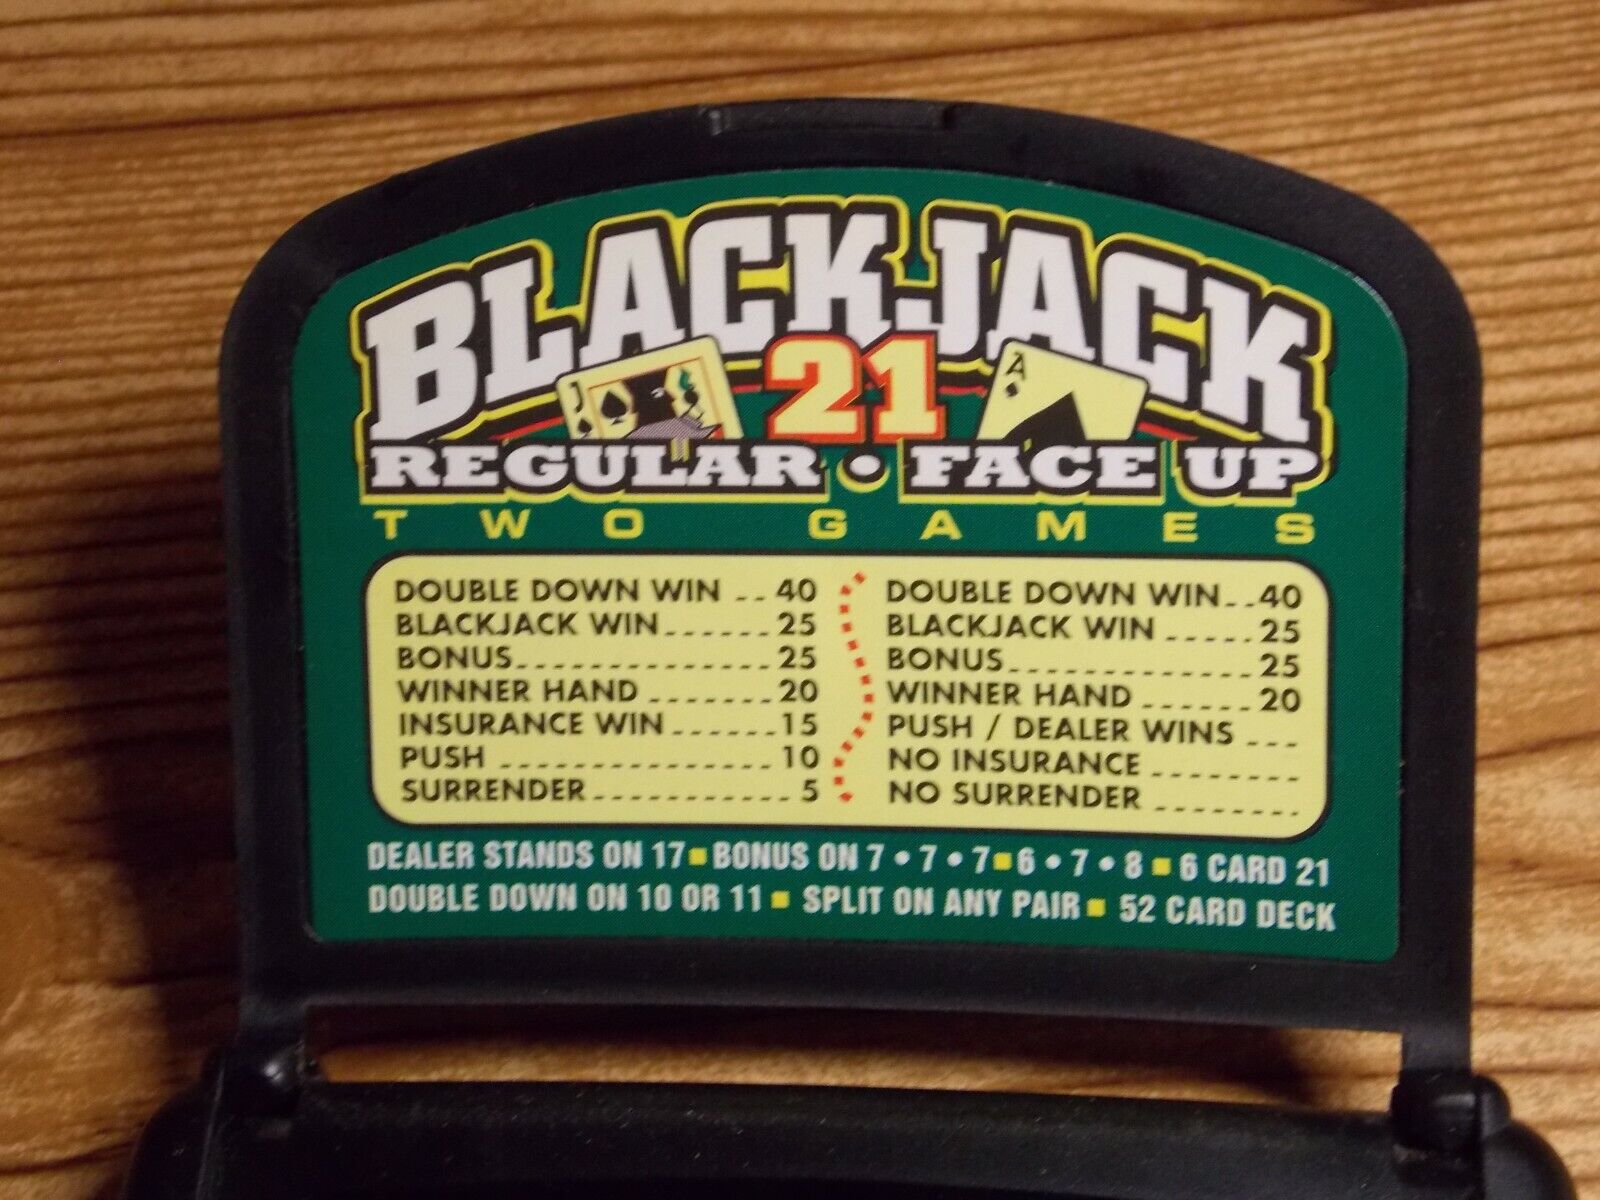 BLACKJACK
J
21
A
REGULAR • FACE UP
TWO GAMES
DOUBLE DOWN WIN -- 40
BLACKJACK WIN ------ 25
BONUS -------------- 25
WINNER HAND ------- 20
INSURANCE WIN ------ 15
PUSH --------------- 10
SURRENDER ----------- 5
DOUBLE DOWN WIN -- 40
BLACKJACK WIN ----- 25
BONUS -------------- 25
WINNER HAND ------ 20
PUSH / DEALER WINS ---
NO INSURANCE --------
NO SURRENDER --------
DEALER STANDS ON 17 ▪ BONUS ON 7 • 7 • 7 ▪ 6 • 7 • 8 ▪ 6 CARD 21
DOUBLE DOWN ON 10 OR 11 ▪ SPLIT ON ANY PAIR ▪ 52 CARD DECK